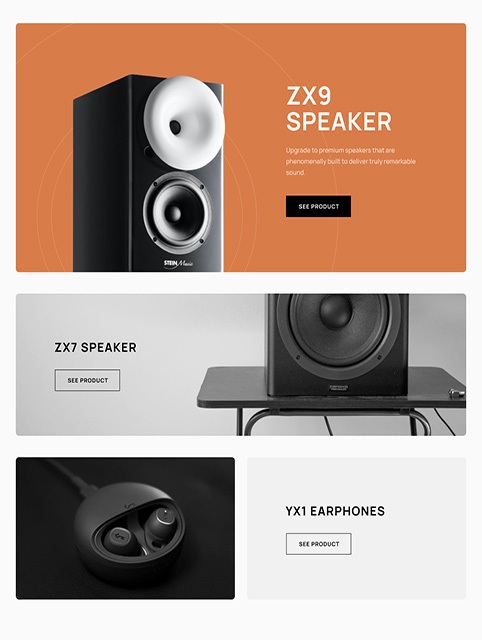 ZX9
SPEAKER
Upgrade to premium speakers that are
phenomenally built to deliver truly remarkable
sound.
SEE PRODUCT
STEIN Music
ZX7 SPEAKER
SEE PRODUCT
YX1 EARPHONES
SEE PRODUCT